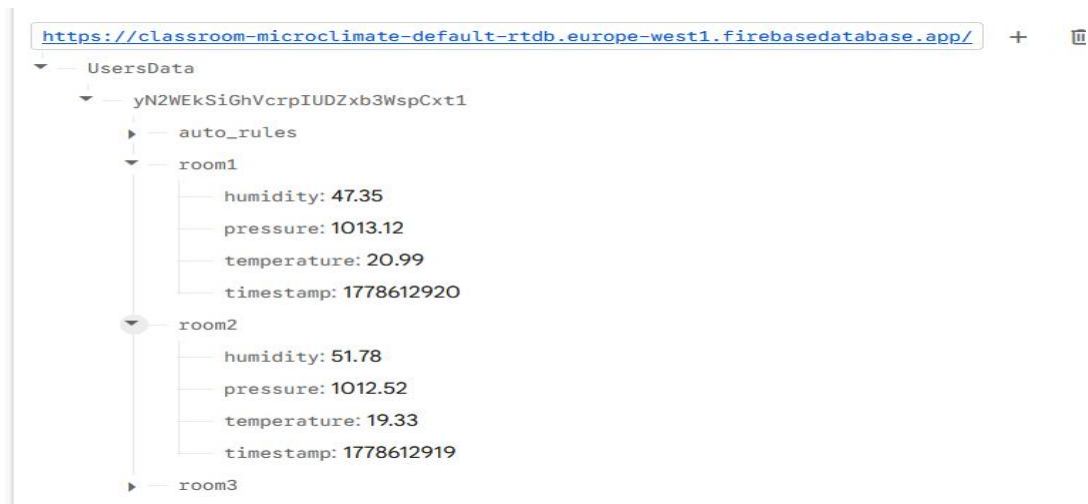 https://classroom-microclimate-default-rtdb.europe-west1.firebasedatabase.app/
UsersData
yN2WEkSiGhVcrpIUDZxb3WspCxt1
auto_rules
room1
humidity: 47.35
pressure: 1013.12
temperature: 20.99
timestamp: 1778612920
room2
humidity: 51.78
pressure: 1012.52
temperature: 19.33
timestamp: 1778612919
room3